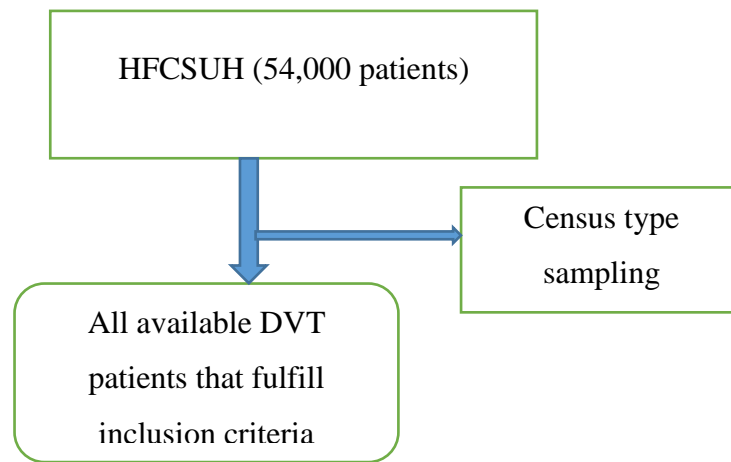 HFCSUH (54,000 patients)
Census type
sampling
All available DVT
patients that fulfill
inclusion criteria